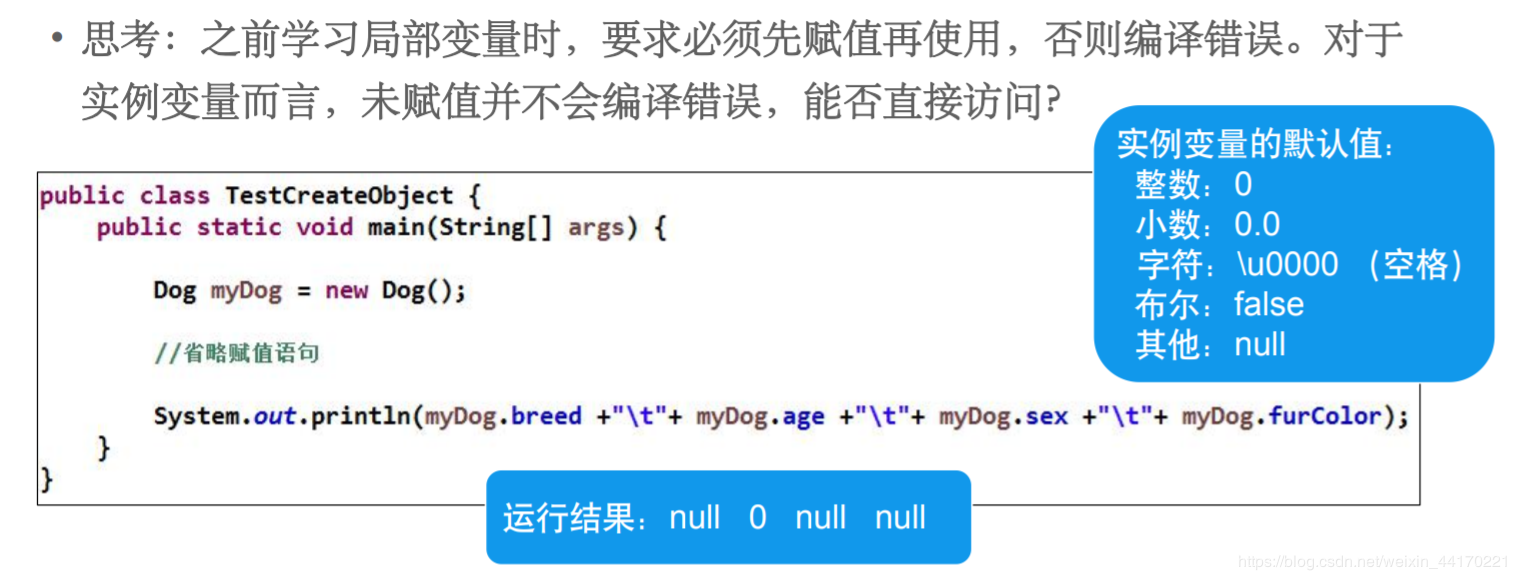 • 思考：之前学习局部变量时，要求必须先赋值再使用，否则编译错误。对于
实例变量而言，未赋值并不会编译错误，能否直接访问？
实例变量的默认值：
整数：0
小数：0.0
字符：\u0000 （空格）
布尔：false
其他：null
public class TestCreateObject {
public static void main(String[] args) {
Dog myDog = new Dog();
//省略赋值语句
System.out.println(myDog.breed +"\t"+ myDog.age +"\t"+ myDog.sex +"\t"+ myDog.furColor);
}
}
运行结果：null 0 null null
https://blog.csdn.net/weixin_44170221